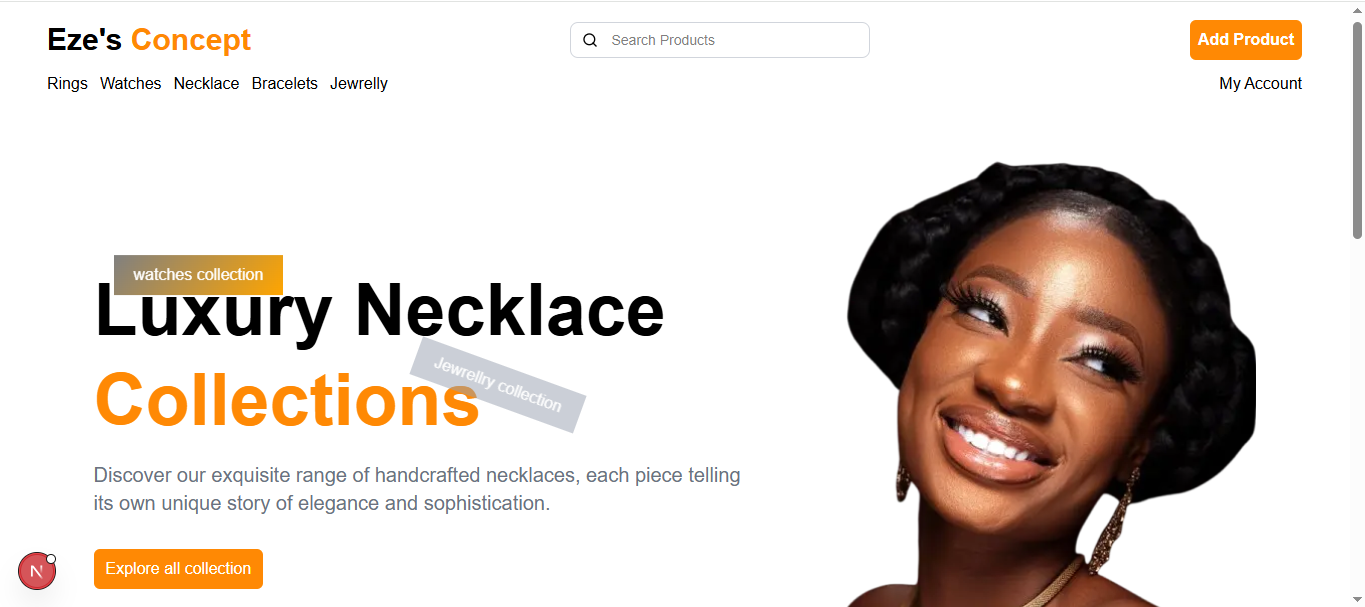 Eze's Concept
Search Products
Add Product
Rings Watches Necklace Bracelets Jewrelly
My Account
watches collection
Luxury Necklace
Jewrellry collection
Collections
Discover our exquisite range of handcrafted necklaces, each piece telling
its own unique story of elegance and sophistication.
Explore all collection
N